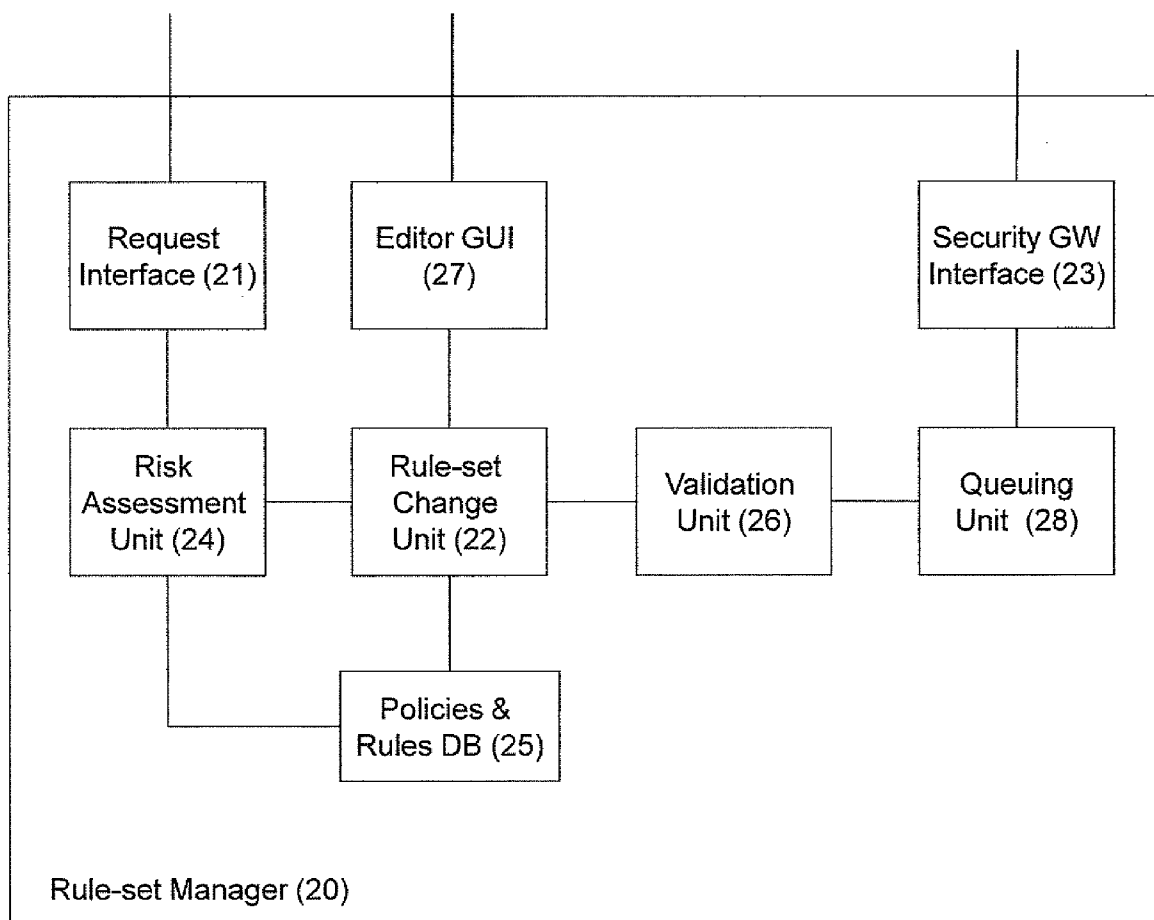 Request
Interface (21)
Editor GUI
(27)
Security GW
Interface (23)
Risk
Assessment
Unit (24)
Rule-set
Change
Unit (22)
Validation
Unit (26)
Queuing
Unit (28)
Policies &
Rules DB (25)
Rule-set Manager (20)